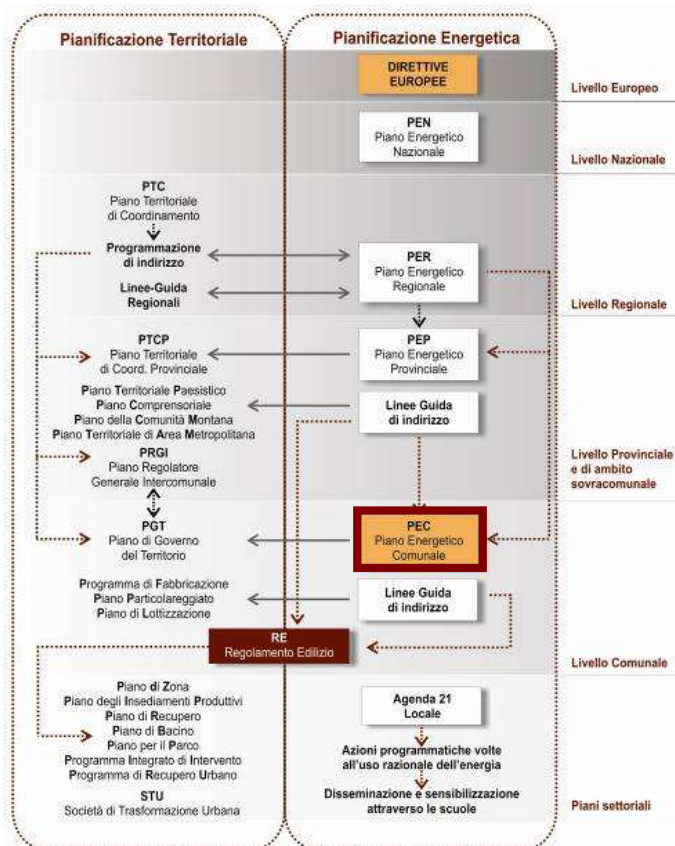 Pianificazione Territoriale
Pianificazione Energetica
DIRETTIVE
EUROPEE
Livello Europeo
PEN
Piano Energetico
Nazionale
Livello Nazionale
PTC
Piano Territoriale
di Coordinamento
Programmazione
di indirizzo
Linee-Guida
Regionali
PER
Piano Energetico
Regionale
Livello Regionale
PTCP
Piano Territoriale
di Coord. Provinciale
PEP
Piano Energetico
Provinciale
Piano Territoriale Paesistico
Piano Comprensoriale
Piano della Comunità Montana
Piano Territoriale di Area Metropolitana
Linee Guida
di indirizzo
PRGI
Piano Regolatore
Generale Intercomunale
Livello Provinciale
e di ambito
sovracomunale
PGT
Piano di Governo
del Territorio
PEC
Piano Energetico
Comunale
Programma di Fabbricazione
Piano Particolareggiato
Piano di Lottizzazione
Linee Guida
di indirizzo
RE
Regolamento Edilizio
Livello Comunale
Piano di Zona
Piano degli Insediamenti Produttivi
Piano di Recupero
Piano di Bacino
Piano per il Parco
Programma Integrato di Intervento
Programma di Recupero Urbano
STU
Società di Trasformazione Urbana
Agenda 21
Locale
Azioni programmatiche volte
all'uso razionale dell'energia
Disseminazione e sensibilizzazione
attraverso le scuole
Piani settoriali